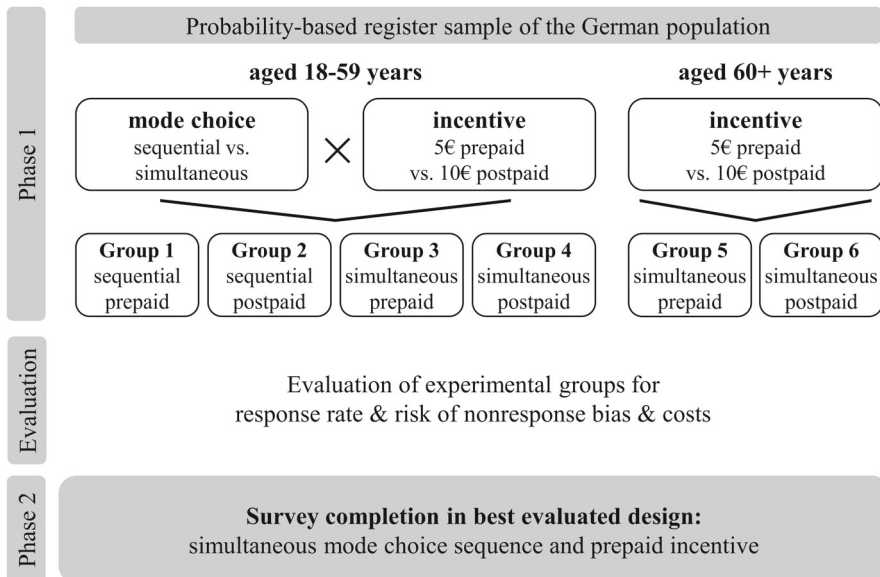 Phase 1
Probability-based register sample of the German population
aged 18-59 years
mode choice
sequential vs.
simultaneous
×
incentive
5€ prepaid
vs. 10€ postpaid
Group 1
sequential
prepaid
Group 2
sequential
postpaid
Group 3
simultaneous
prepaid
Group 4
simultaneous
postpaid
aged 60+ years
incentive
5€ prepaid
vs. 10€ postpaid
Group 5
simultaneous
prepaid
Group 6
simultaneous
postpaid
Evaluation
Evaluation of experimental groups for
response rate & risk of nonresponse bias & costs
Phase 2
Survey completion in best evaluated design:
simultaneous mode choice sequence and prepaid incentive